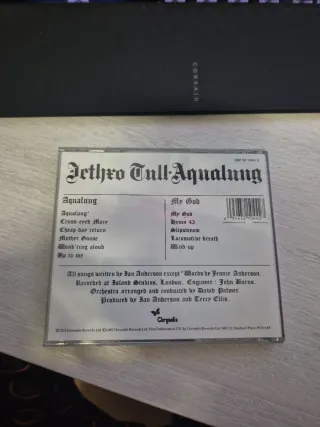 CORSAIR
Jethro Tull·Aqualung
Aqualung
Aqualung*
Cross-eyed Mary
Cheap day return
Mother Goose
Wond'ring aloud
Up to me
My God
My God
Hymn 43
Slipstream
Locomotive breath
Wind up
All songs written by Ian Anderson except *Words by Jennie Anderson.
Recorded at Island Studios, London. Engineer: John Burns.
Orchestra arranged and conducted by David Palmer
Produced by Ian Anderson and Terry Ellis.
Chrysalis